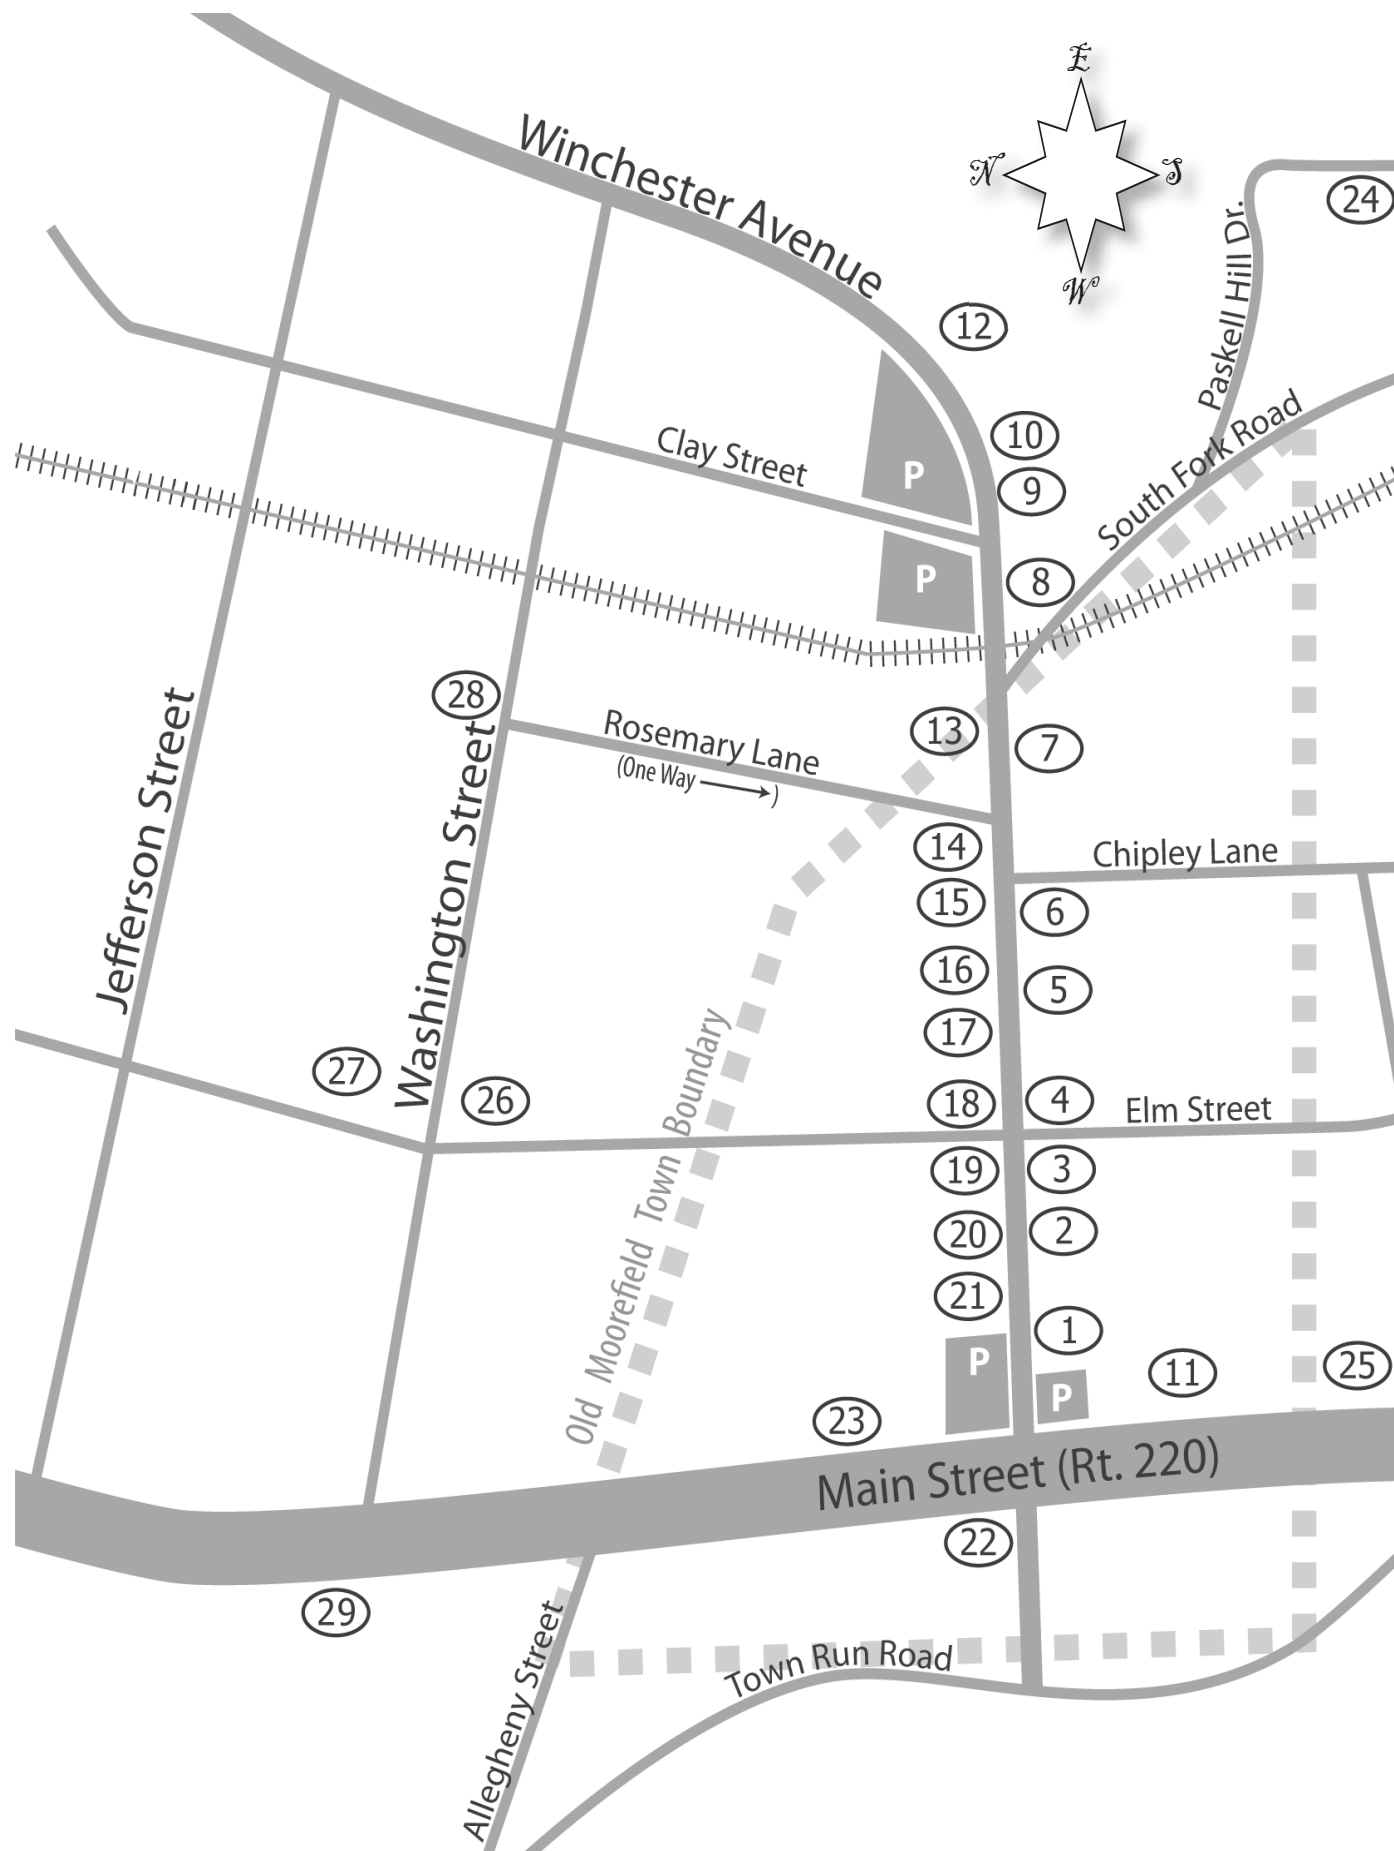 E
N
S
W
24
Winchester Avenue
Paskell Hill Dr.
12
10
South Fork Road
Clay Street
P
9
P
8
28
Jefferson Street
Rosemary Lane
(One Way )
13
7
Washington Street
14
Chipley Lane
15
6
16
5
17
27
26
18
4
Elm Street
Old Moorefield Town Boundary
19
3
20
2
21
1
P
P
11
25
23
Main Street (Rt. 220)
22
29
Allegheny Street
Town Run Road